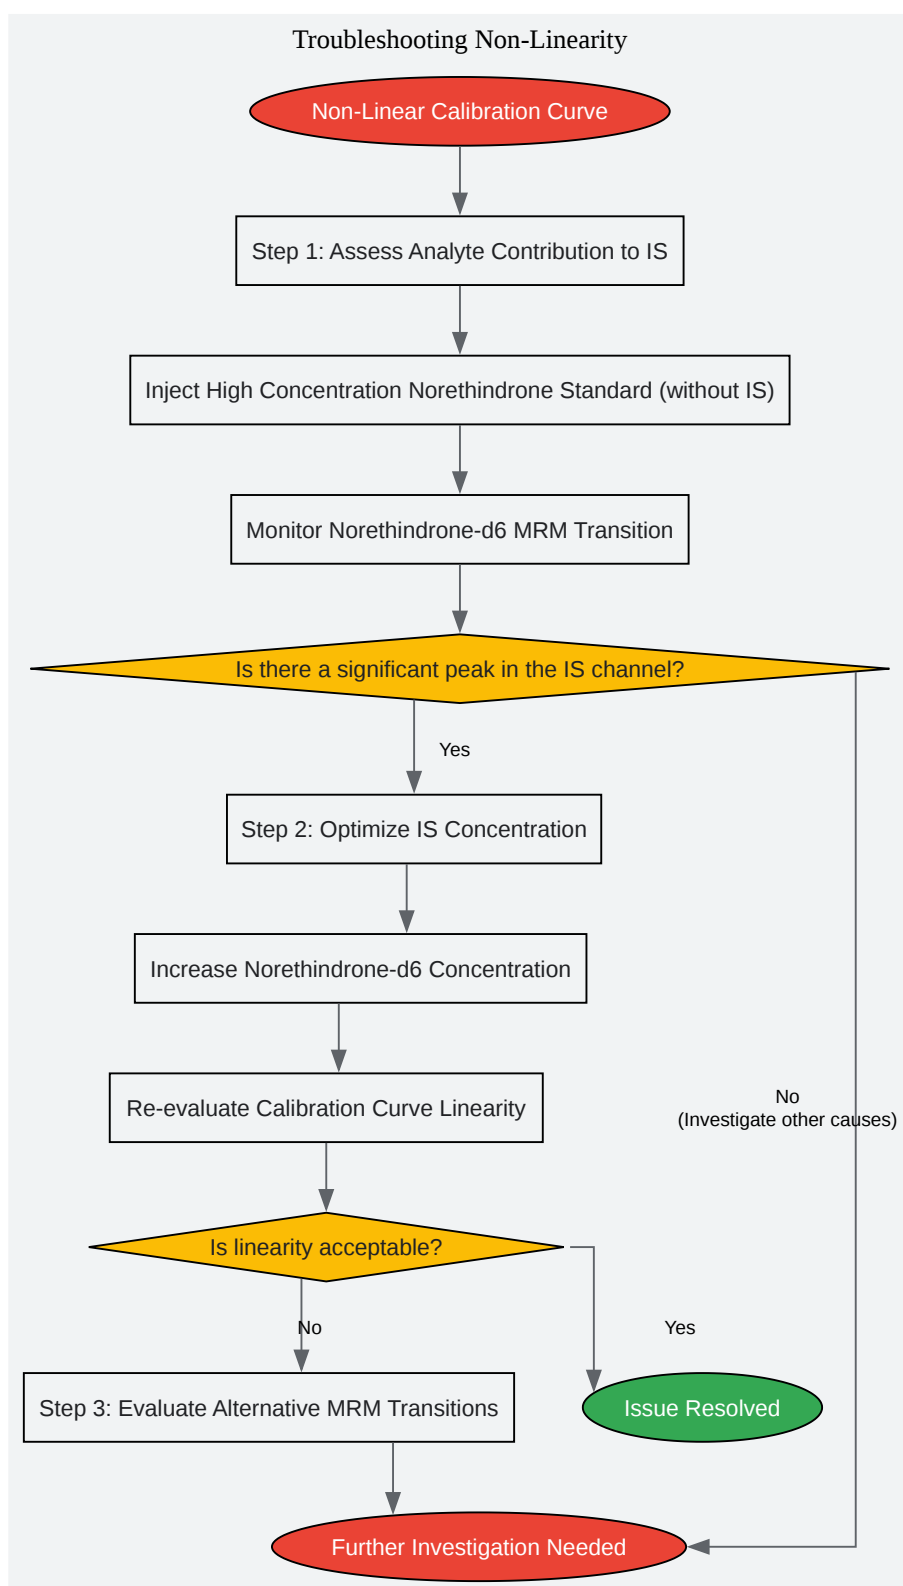 Troubleshooting Non-Linearity
Non-Linear Calibration Curve
Step 1: Assess Analyte Contribution to IS
Inject High Concentration Norethindrone Standard (without IS)
Monitor Norethindrone-d6 MRM Transition
Is there a significant peak in the IS channel?
Yes
Step 2: Optimize IS Concentration
Increase Norethindrone-d6 Concentration
Re-evaluate Calibration Curve Linearity
No
(Investigate other causes)
Is linearity acceptable?
No
Yes
Step 3: Evaluate Alternative MRM Transitions
Issue Resolved
Further Investigation Needed